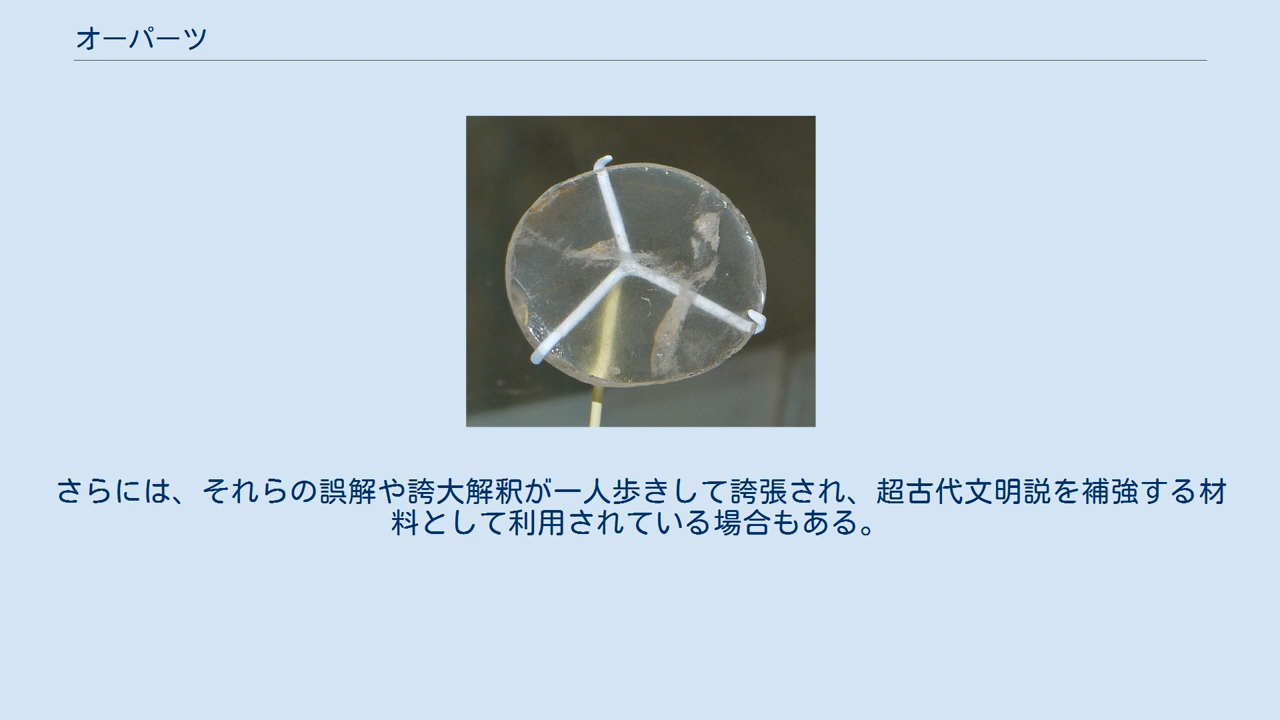 オーパーツ
さらには、それらの誤解や誇大解釈が一人歩きして誇張され、超古代文明説を補強する材
料として利用されている場合もある。